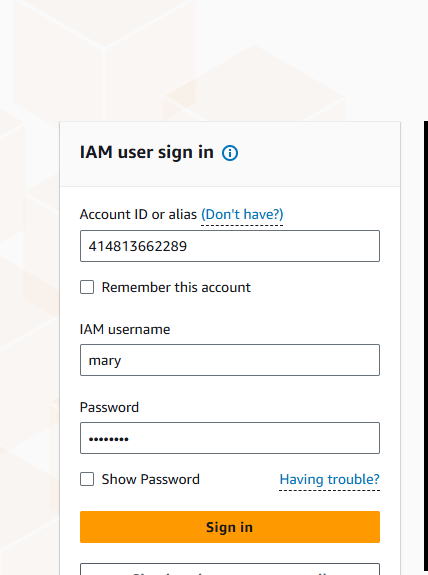 IAM user sign in
Account ID or alias (Don't have?)
414813662289
Remember this account
IAM username
mary
Password
••••••••
Show Password Having trouble?
Sign in